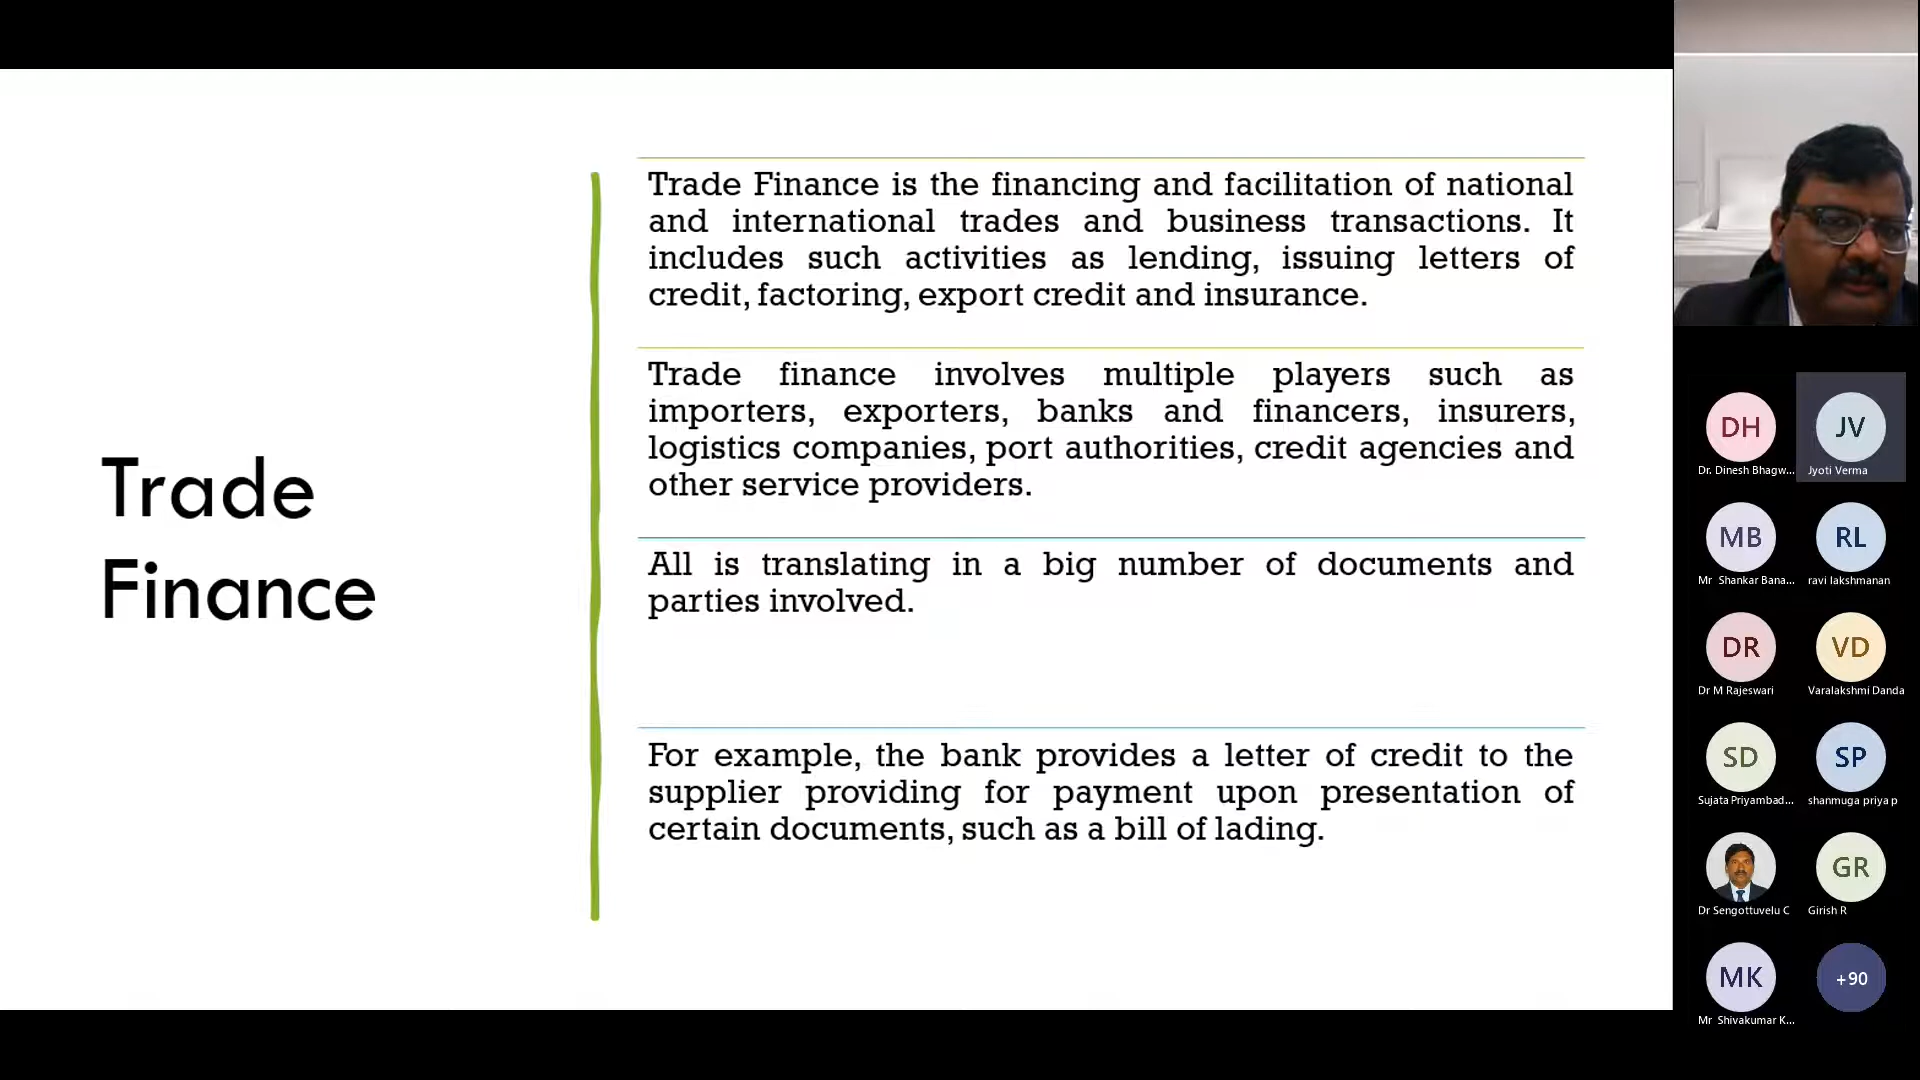 Trade
Finance
Trade Finance is the financing and facilitation of national
and international trades and business transactions. It
includes such activities as lending, issuing letters of
credit, factoring, export credit and insurance.
Trade finance involves multiple players such as
importers, exporters, banks and financers, insurers,
logistics companies, port authorities, credit agencies and
other service providers.
All is translating in a big number of documents and
parties involved.
For example, the bank provides a letter of credit to the
supplier providing for payment upon presentation of
certain documents, such as a bill of lading.
DH
JV
Dr. Dinesh Bhagw...
Jyoti Verma
MB
RL
Mr Shankar Bana...
ravi lakshmanan
DR
VD
Dr M Rajeswari
Varalakshmi Danda
SD
SP
Sujata Priyambad...
shanmuga priya p
GR
Dr Sengottuvelu C
Girish R
MK
+90
Mr Shivakumar K...